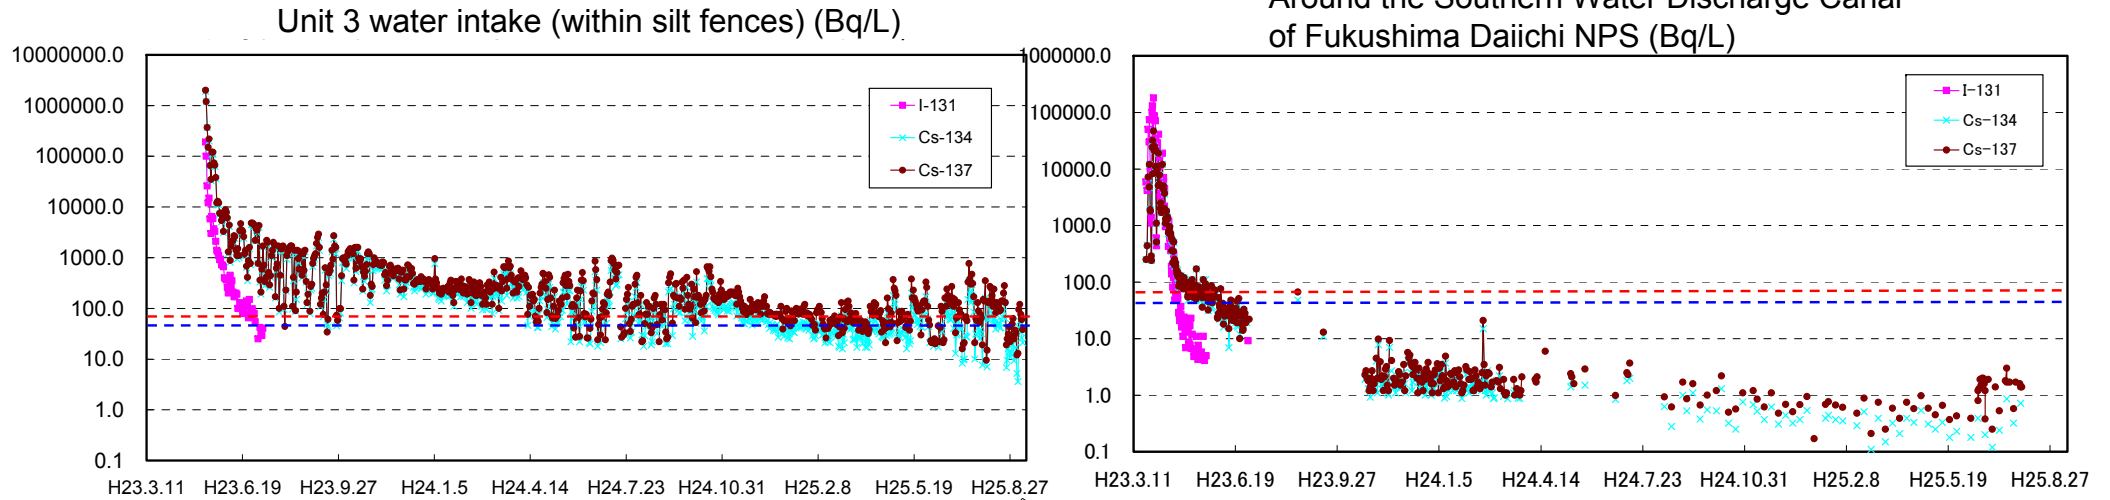 Unit 3 water intake (within silt fences) (Bq/L)
10000000.0
1000000.0
100000.0
10000.0
1000.0
100.0
10.0
1.0
0.1
I-131
Cs-134
Cs-137
H23.3.11 H23.6.19 H23.9.27 H24.1.5 H24.4.14 H24.7.23 H24.10.31 H25.2.8 H25.5.19 H25.8.27
Around the Southern Water Discharge Canal
of Fukushima Daiichi NPS (Bq/L)
1000000.0
100000.0
10000.0
1000.0
100.0
10.0
1.0
0.1
I-131
Cs-134
Cs-137
H23.3.11 H23.6.19 H23.9.27 H24.1.5 H24.4.14 H24.7.23 H24.10.31 H25.2.8 H25.5.19 H25.8.27